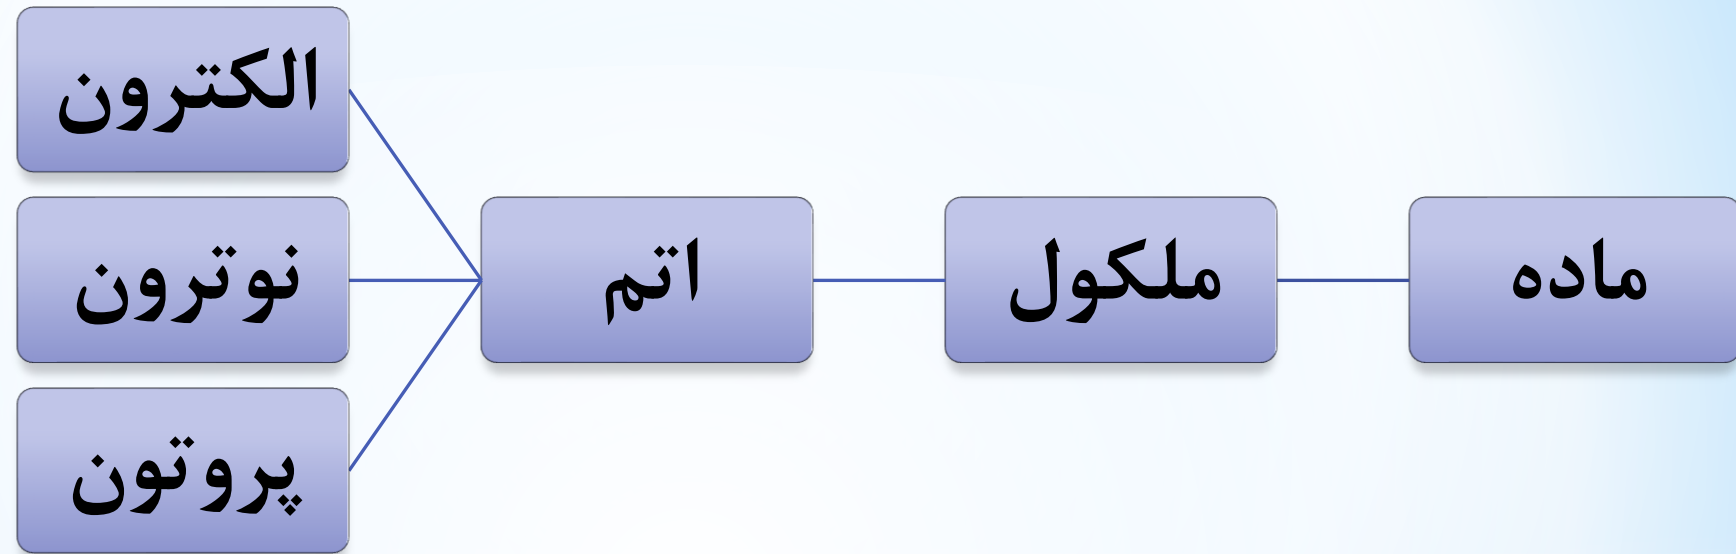 ماده
ملکول
اتم
الکترون
نوترون
پروتون